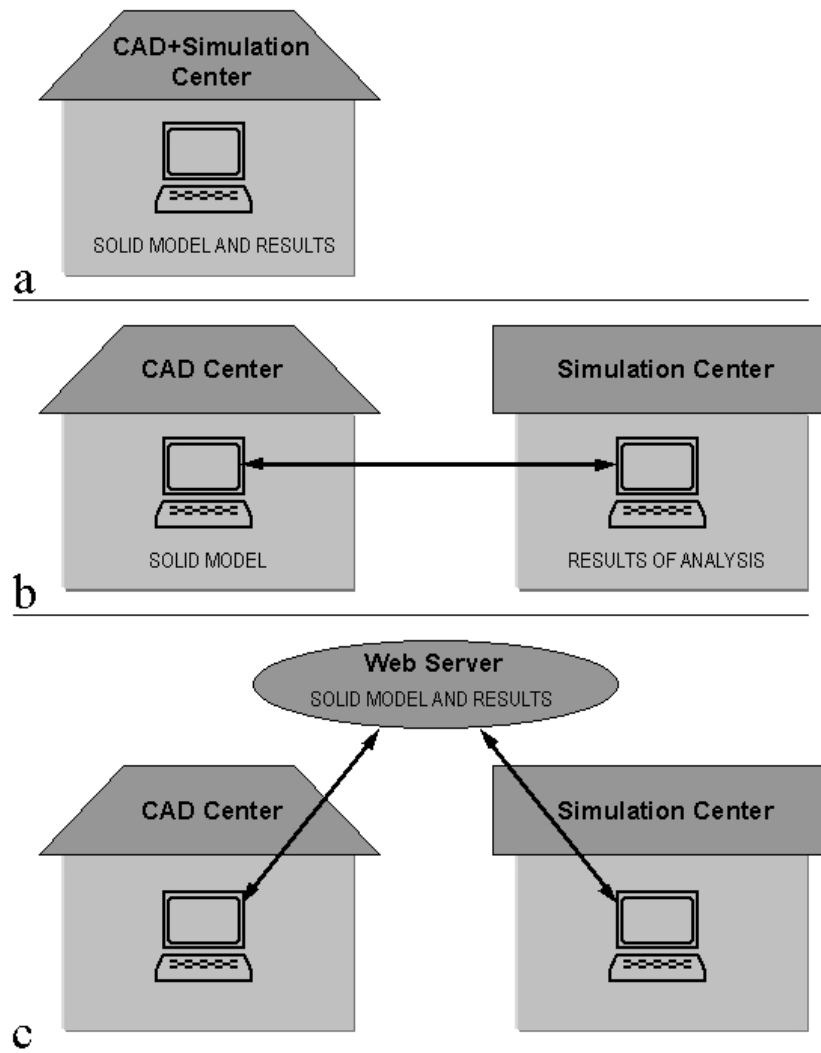 CAD+Simulation
Center
SOLID MODEL AND RESULTS
a
CAD Center
Simulation Center
SOLID MODEL
RESULTS OF ANALYSIS
b
Web Server
SOLID MODEL AND RESULTS
CAD Center
Simulation Center
c